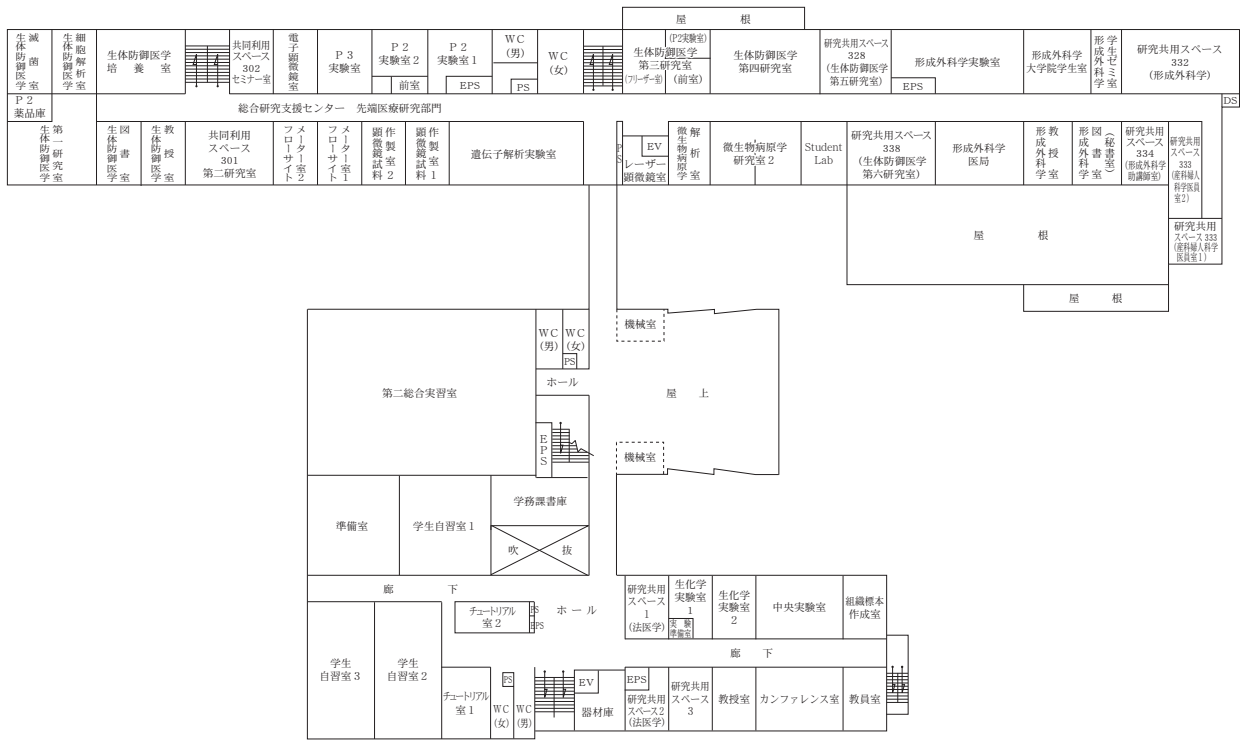 屋　根
生体防御医学
滅菌室
生体防御医学
細胞解析室
生体防御医学
培養室
共同利用
スペース
302
セミナー室
電子顕微鏡室
P3
実験室
P2
実験室2
前室
P2
実験室1
EPS
WC
(男)
PS
WC
(女)
(P2実験室)
生体防御医学
第三研究室
(フリーザー室)
(前室)
生体防御医学
第四研究室
研究共用スペース
328
(生体防御医学
第五研究室)
形成外科学実験室
EPS
形成外科学
大学院学生室
形成外科学
学生ゼミ室
研究共用スペース
332
(形成外科学)
P2
薬品庫
総合研究支援センター　先端医療研究部門
DS
生体防御医学
第一研究室
生体防御医学
図書室
生体防御医学
教授室
共同利用
スペース
301
第二研究室
フローサイト
メーター室2
フローサイト
メーター室1
顕微鏡試料
作製室2
顕微鏡試料
作製室1
遺伝子解析実験室
PS
EV
レーザー
顕微鏡室
微生物病原学
解析室
微生物病原学
研究室2
Student
Lab
研究共用スペース
338
(生体防御医学
第六研究室)
形成外科学
医局
形成外科学
教授室
形成外科学
図書室
(秘書室)
研究共用
スペース
334
(形成外科学
助講師室)
研究共用
スペース
333
(産科婦人
科学医員
室2)
研究共用
スペース333
(産科婦人科学
医員室1)
屋　根
屋　根
第二総合実習室
WC
(男)
WC
(女)
PS
ホール
EPS
機械室
屋　上
機械室
準備室
学生自習室1
学務課書庫
吹　抜
廊　下
チュートリアル
室2
PS
EPS
ホール
研究共用
スペース
1
(法医学)
生化学
実験室
1
実験
準備室
生化学
実験室
2
中央実験室
組織標本
作成室
廊　下
学生
自習室3
学生
自習室2
チュートリアル
室1
PS
WC
(女)
WC
(男)
EV
器材庫
EPS
研究共用
スペース2
(法医学)
研究共用
スペース
3
教授室
カンファレンス室
教員室